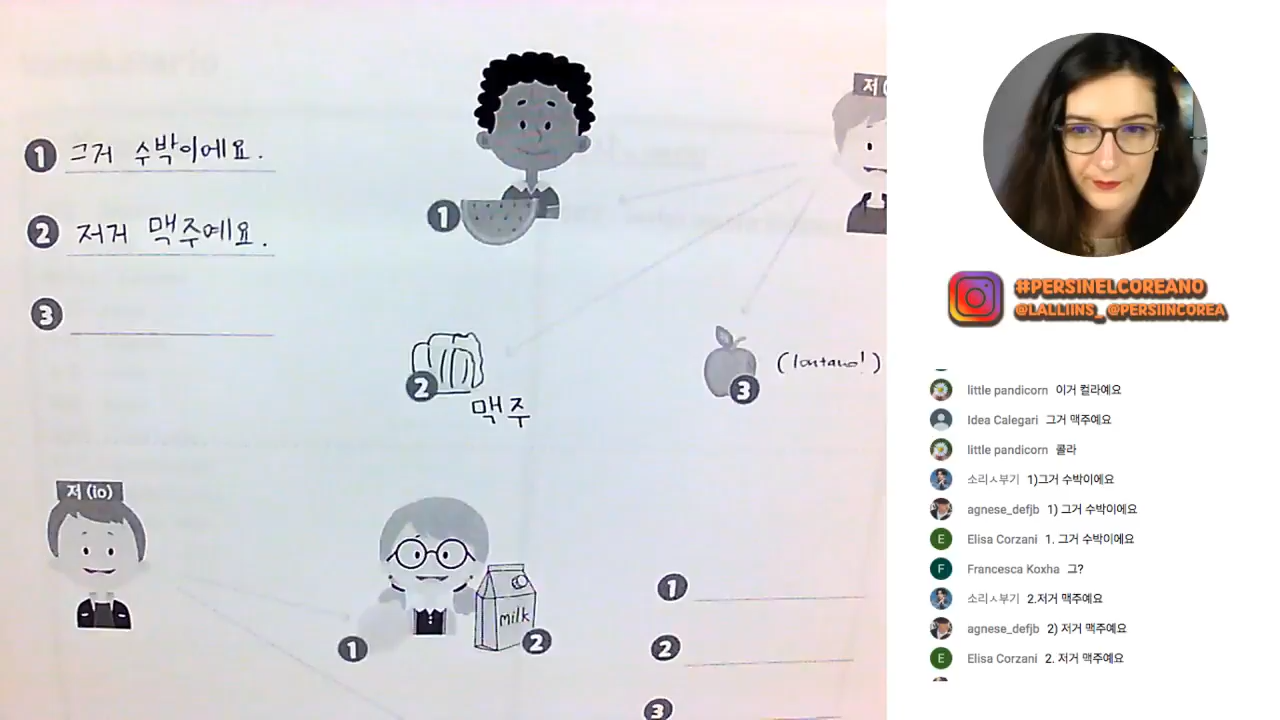 저 (
1 그거 수박이에요.
2 저거 맥주예요.
3
1
2
맥주
3
(lontano!)
저 (io)
milk
1
2
1
2
3
#PERSINELCOREANO
@LALLIINS_ @PERSIINCOREA
little pandicorn 이거 컬라예요
Idea Calegari 그거 맥주예요
little pandicorn 콜라
소리ㅅ부기 1)그거 수박이에요
agnese_defjb 1) 그거 수박이에요
E Elisa Corzani 1. 그거 수박이에요
F Francesca Koxha 그?
소리ㅅ부기 2.저거 맥주예요
agnese_defjb 2) 저거 맥주예요
E Elisa Corzani 2. 저거 맥주예요